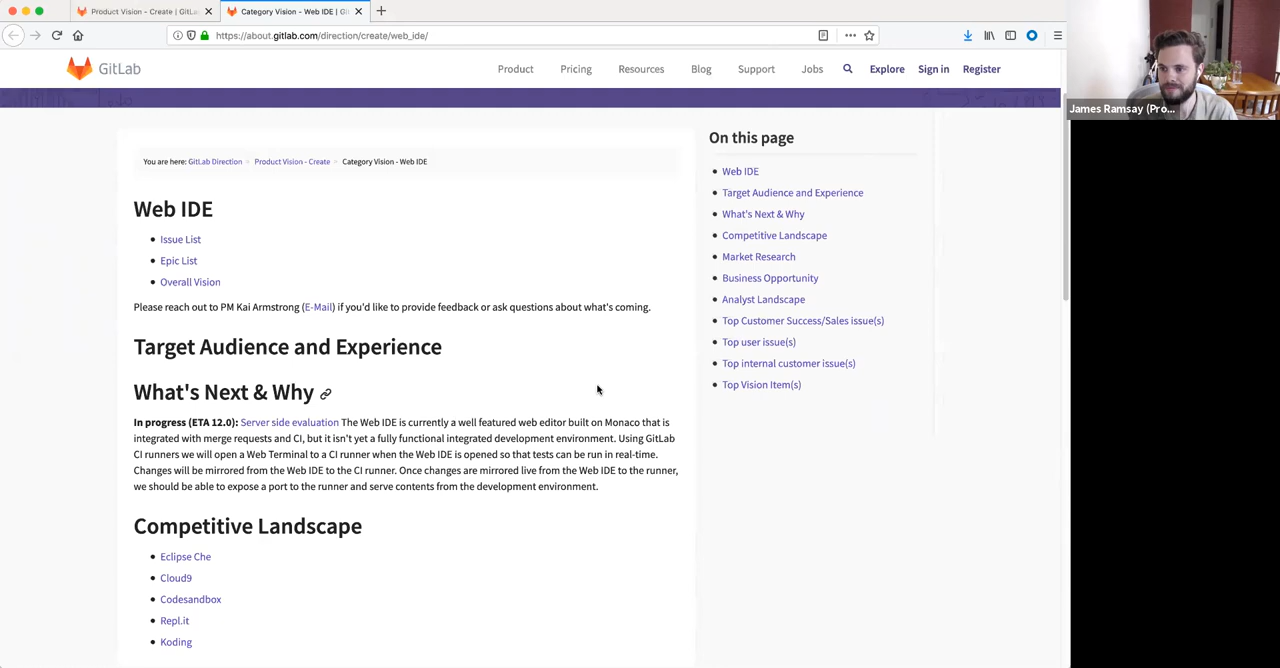 Product Vision - Create | GitLa
Category Vision - Web IDE | Git
https://about.gitlab.com/direction/create/web_ide/
GitLab
Product Pricing Resources Blog Support Jobs Explore Sign in Register
James Ramsay (Pro...
You are here: GitLab Direction Product Vision - Create Category Vision - Web IDE
Web IDE
Issue List
Epic List
Overall Vision
Please reach out to PM Kai Armstrong (E-Mail) if you'd like to provide feedback or ask questions about what's coming.
Target Audience and Experience
What's Next & Why
In progress (ETA 12.0): Server side evaluation The Web IDE is currently a well featured web editor built on Monaco that is
integrated with merge requests and CI, but it isn't yet a fully functional integrated development environment. Using GitLab
CI runners we will open a Web Terminal to a CI runner when the Web IDE is opened so that tests can be run in real-time.
Changes will be mirrored from the Web IDE to the CI runner. Once changes are mirrored live from the Web IDE to the runner,
we should be able to expose a port to the runner and serve contents from the development environment.
Competitive Landscape
Eclipse Che
Cloud9
Codesandbox
Repl.it
Koding
On this page
Web IDE
Target Audience and Experience
What's Next & Why
Competitive Landscape
Market Research
Business Opportunity
Analyst Landscape
Top Customer Success/Sales issue(s)
Top user issue(s)
Top internal customer issue(s)
Top Vision Item(s)